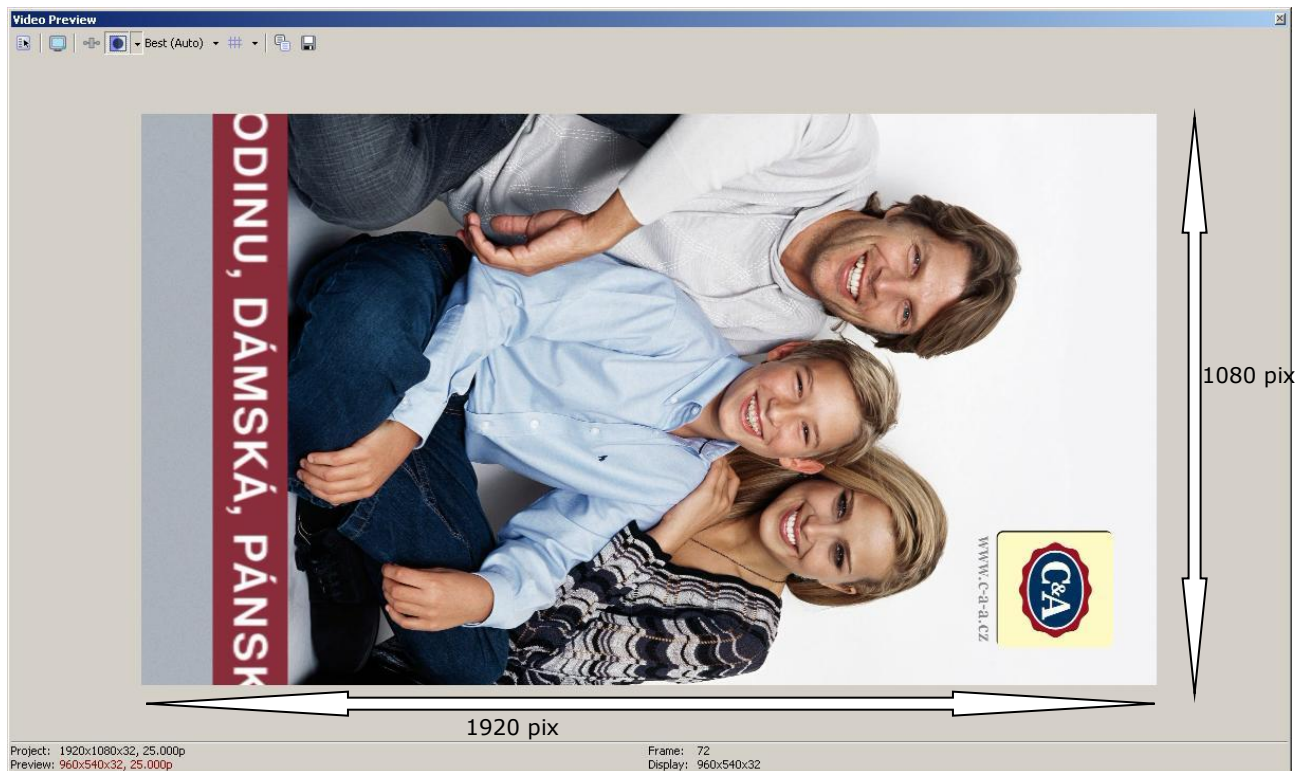 Video Preview
Best (Auto)
ODINU, DÁMSKÁ, PÁNSK
C&A
www.c-a-a.cz
1080 pix
1920 pix
Project: 1920x1080x32, 25.000p
Frame: 72
Preview: 960x540x32, 25.000p
Display: 960x540x32